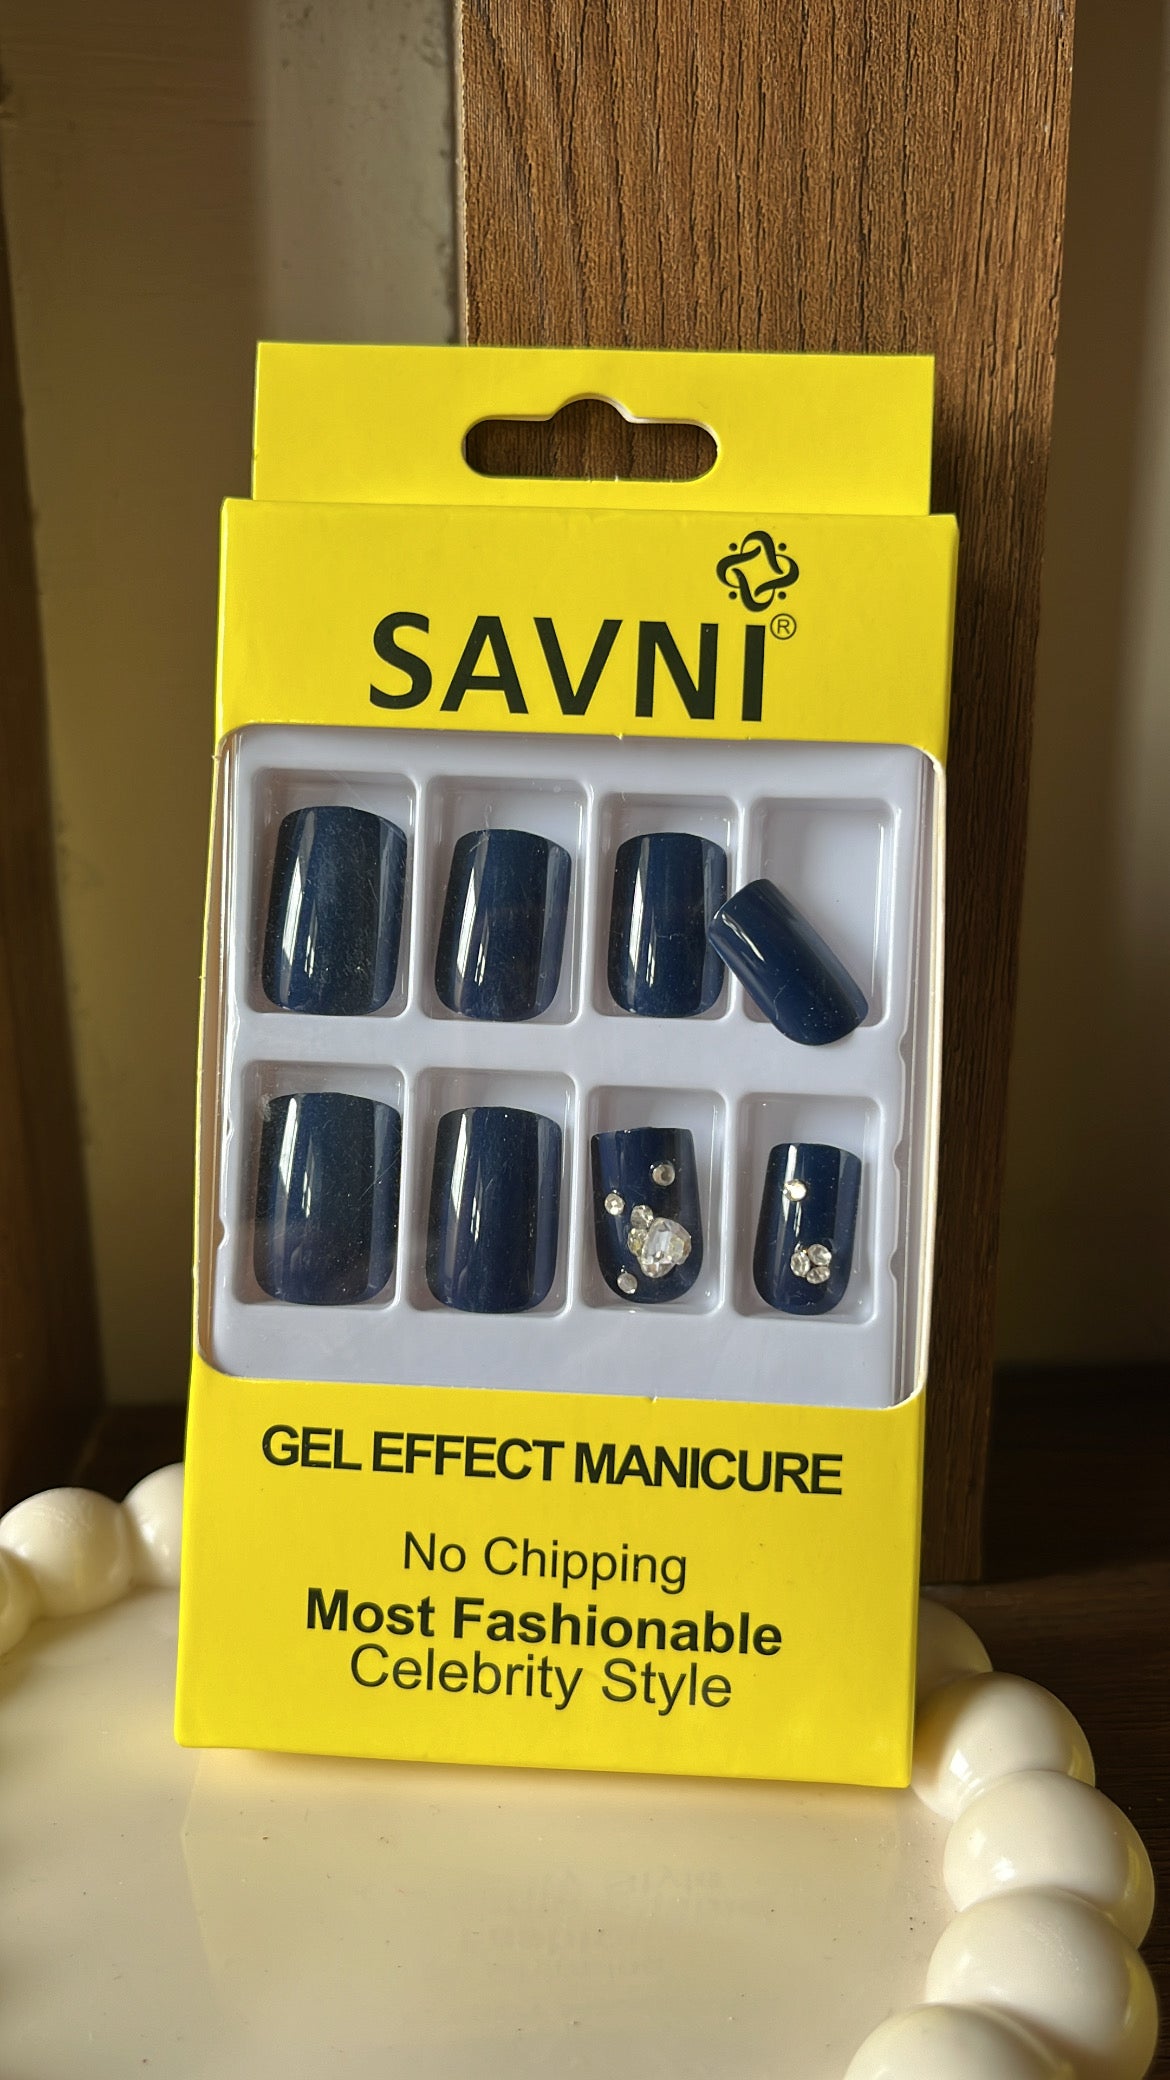 SAVNI®
GEL EFFECT MANICURE
No Chipping
Most Fashionable
Celebrity Style